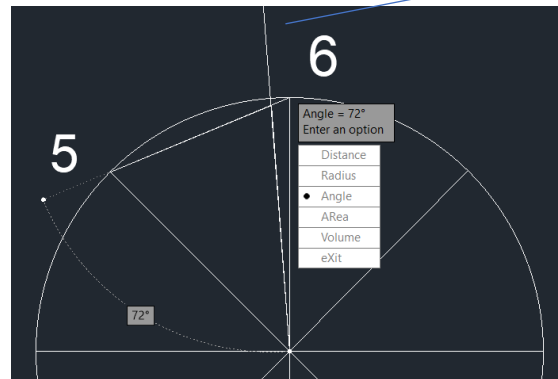 6
Angle = 72°
Enter an option
5
Distance
Radius
Angle
ARea
Volume
eXit
72°